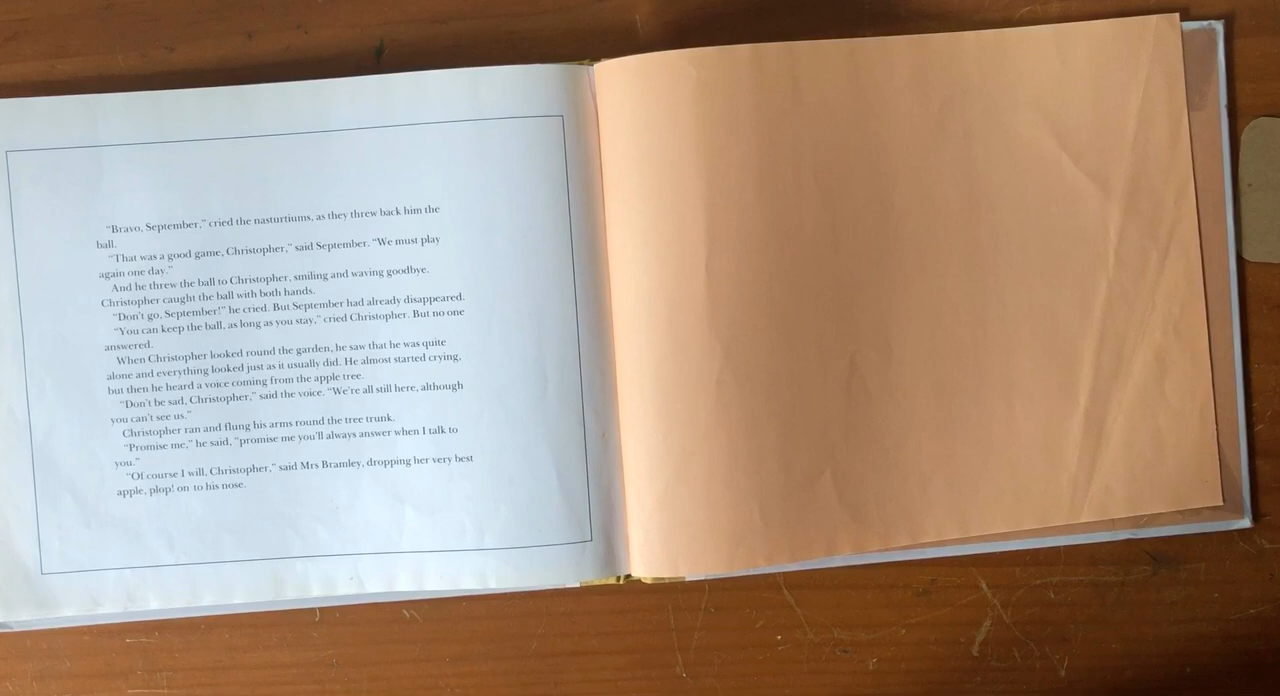 “Bravo, September,” cried the nasturtiums, as they threw back him the
ball.
“That was a good game, Christopher,” said September. “We must play
again one day.”
And he threw the ball to Christopher, smiling and waving goodbye.
Christopher caught the ball with both hands.
“Don’t go, September!” he cried. But September had already disappeared.
“You can keep the ball, as long as you stay,” cried Christopher. But no one
answered.
When Christopher looked round the garden, he saw that he was quite
alone and everything looked just as it usually did. He almost started crying,
but then he heard a voice coming from the apple tree.
“Don’t be sad, Christopher,” said the voice. “We’re all still here, although
you can’t see us.”
Christopher ran and flung his arms round the tree trunk.
“Promise me,” he said, “promise me you’ll always answer when I talk to
you.”
“Of course I will, Christopher,” said Mrs Bramley, dropping her very best
apple, plop! on to his nose.